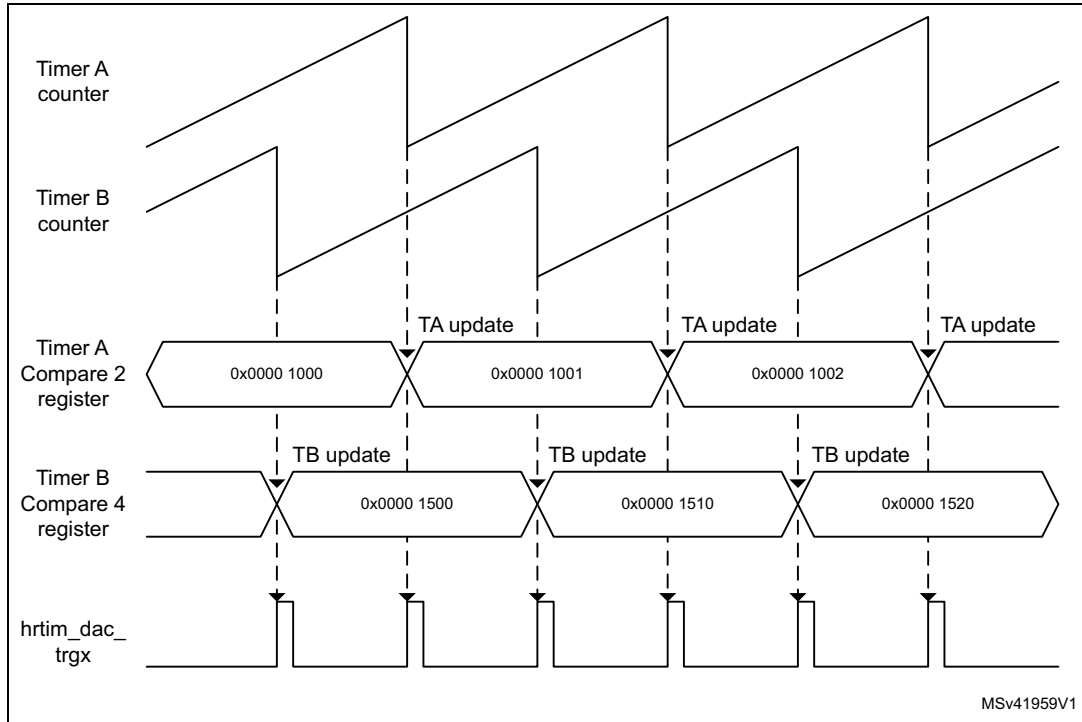 Timer A
counter
Timer B
counter
TA update
TA update
TA update
Timer A
Compare 2
register
0x0000 1000
0x0000 1001
0x0000 1002
TB update
TB update
TB update
Timer B
Compare 4
register
0x0000 1500
0x0000 1510
0x0000 1520
hrtim_dac_
trgx
MSv41959V1